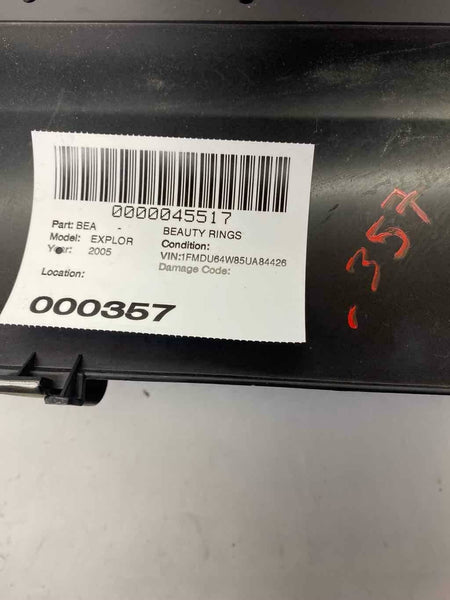 0000045517
Part: BEA - BEAUTY RINGS
Model: EXPLOR Condition:
Year: 2005 VIN:1FMDU64W85UA84426
Location: Damage Code:
000357
.357